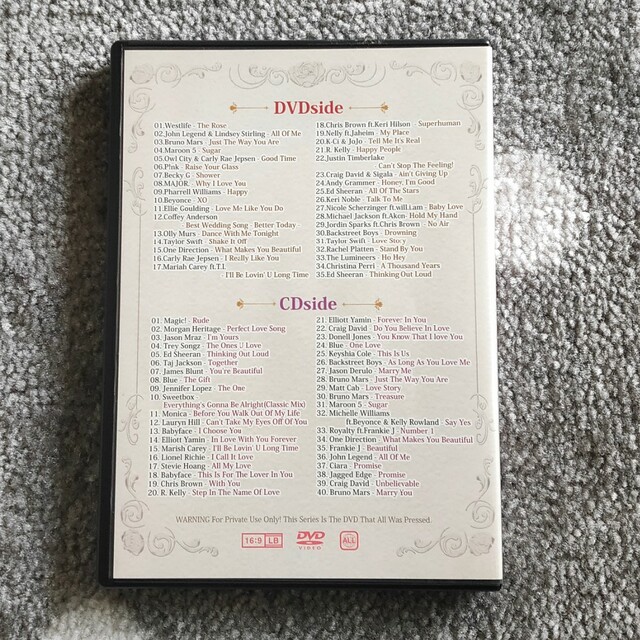 DVDside
01.Westlife - The Rose
02.John Legend & Lindsey Stirling - All Of Me
03.Bruno Mars - Just The Way You Are
04.Maroon 5 - Sugar
05.Owl City & Carly Rae Jepsen - Good Time
06.P!nk - Raise Your Glass
07.Becky G - Shower
08.MAJOR. - Why I Love You
09.Pharrell Williams - Happy
10.Beyonce - XO
11.Ellie Goulding - Love Me Like You Do
12.Coffey Anderson
- Best Wedding Song - Better Today
13.Olly Murs - Dance With Me Tonight
14.Taylor Swift - Shake It Off
15.One Direction - What Makes You Beautiful
16.Carly Rae Jepsen - I Really Like You
17.Mariah Carey ft.T.I
- I'll Be Lovin' U Long Time
18.Chris Brown ft.Keri Hilson - Superhuman
19.Nelly ft.Jaheim - My Place
20.K-Ci & JoJo - Tell Me It's Real
21.R. Kelly - Happy People
22.Justin Timberlake
- Can't Stop The Feeling!
23.Craig David & Sigala - Ain't Giving Up
24.Andy Grammer - Honey, I'm Good
25.Ed Sheeran - All Of The Stars
26.Keri Noble - Talk To Me
27.Nicole Scherzinger ft.will.i.am - Baby Love
28.Michael Jackson ft.Akon - Hold My Hand
29.Jordin Sparks ft.Chris Brown - No Air
30.Backstreet Boys - Drowning
31.Taylor Swift - Love Story
32.Rachel Platten - Stand By You
33.The Lumineers - Ho Hey
34.Christina Perri - A Thousand Years
35.Ed Sheeran - Thinking Out Loud
CDside
01. Magic! - Rude
02. Morgan Heritage - Perfect Love Song
03. Jason Mraz - I'm Yours
04. Trey Songz - The Ones U Love
05. Ed Sheeran - Thinking Out Loud
06. Taj Jackson - Together
07. James Blunt - You're Beautiful
08. Blue - The Gift
09. Jennifer Lopez - The One
10. Sweetbox
- Everything's Gonna Be Alright(Classic Mix)
11. Monica - Before You Walk Out Of My Life
12. Lauryn Hill - Can't Take My Eyes Off Of You
13. Babyface - I Choose You
14. Elliott Yamin - In Love With You Forever
15. Mariah Carey - I'll Be Lovin' U Long Time
16. Lionel Richie - I Call It Love
17. Stevie Hoang - All My Love
18. Babyface - This Is For The Lover In You
19. Chris Brown - With You
20. R. Kelly - Step In The Name Of Love
21. Elliott Yamin - Forever In You
22. Craig David - Do You Believe In Love
23. Donell Jones - You Know That I love You
24. Blue - One Love
25. Keyshia Cole - This Is Us
26. Backstreet Boys - As Long As You Love Me
27. Jason Derulo - Marry Me
28. Bruno Mars - Just The Way You Are
29. Matt Cab - Love Story
30. Bruno Mars - Treasure
31. Maroon 5 - Sugar
32. Michelle Williams
ft.Beyonce & Kelly Rowland - Say Yes
33. Royalty ft.Frankie J - Number 1
34. One Direction - What Makes You Beautiful
35. Frankie J - Beautiful
36. John Legend - All Of Me
37. Ciara - Promise
38. Jagged Edge - Promise
39. Craig David - Unbelievable
40. Bruno Mars - Marry You
WARNING For Private Use Only! This Series Is The DVD That All Was Pressed.
16:9 LB DVD VIDEO ALL